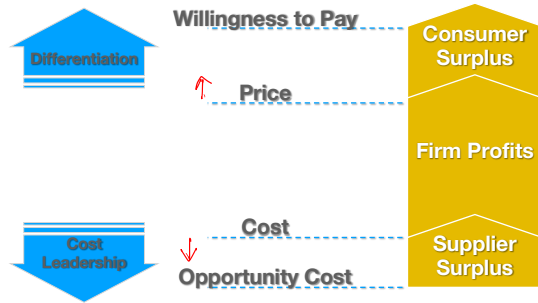 Willingness to Pay
Consumer
Surplus
Differentiation
Price
Firm Profits
Cost
Cost
Leadership
Supplier
Surplus
Opportunity Cost